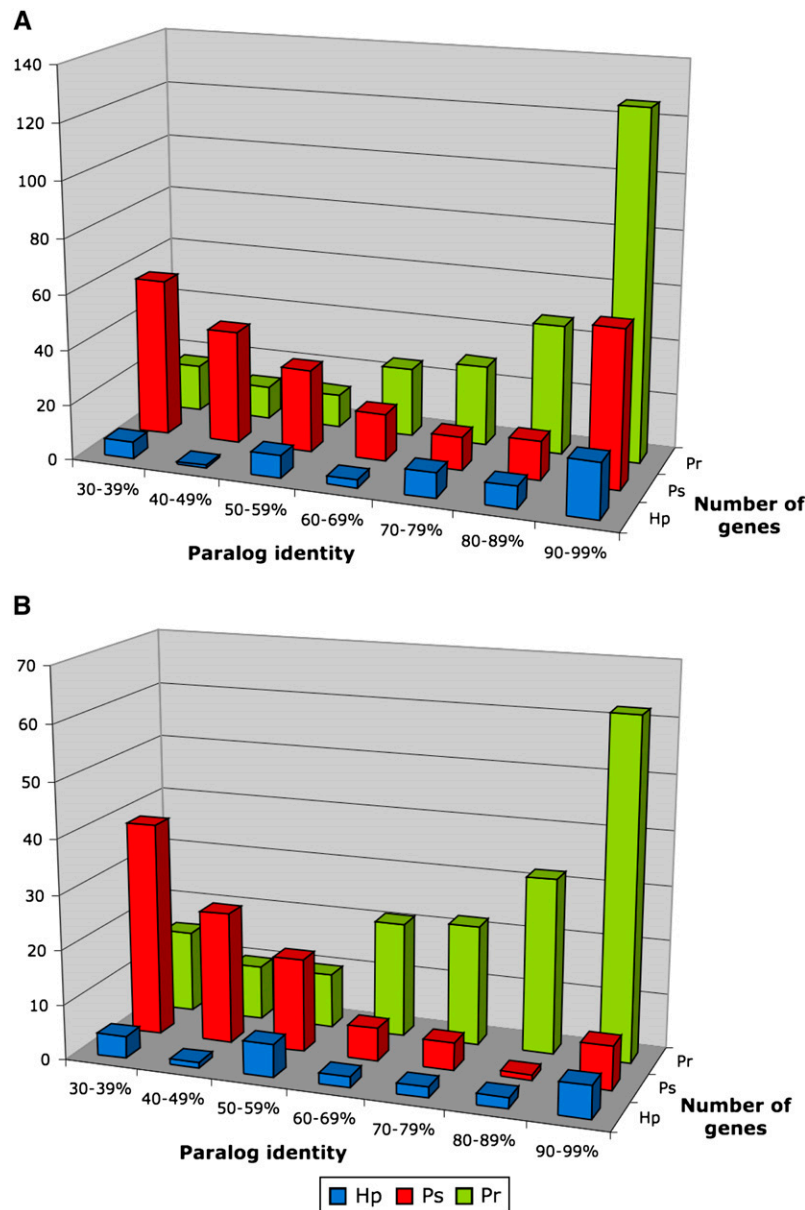 A
140
120
100
80
60
40
20
0
30-39%
40-49%
50-59%
60-69%
70-79%
80-89%
90-99%
Pr
Ps
Hp
Number of
genes
Paralog identity
B
70
60
50
40
30
20
10
0
30-39%
40-49%
50-59%
60-69%
70-79%
80-89%
90-99%
Pr
Ps
Hp
Number of
genes
Paralog identity
Hp Ps Pr